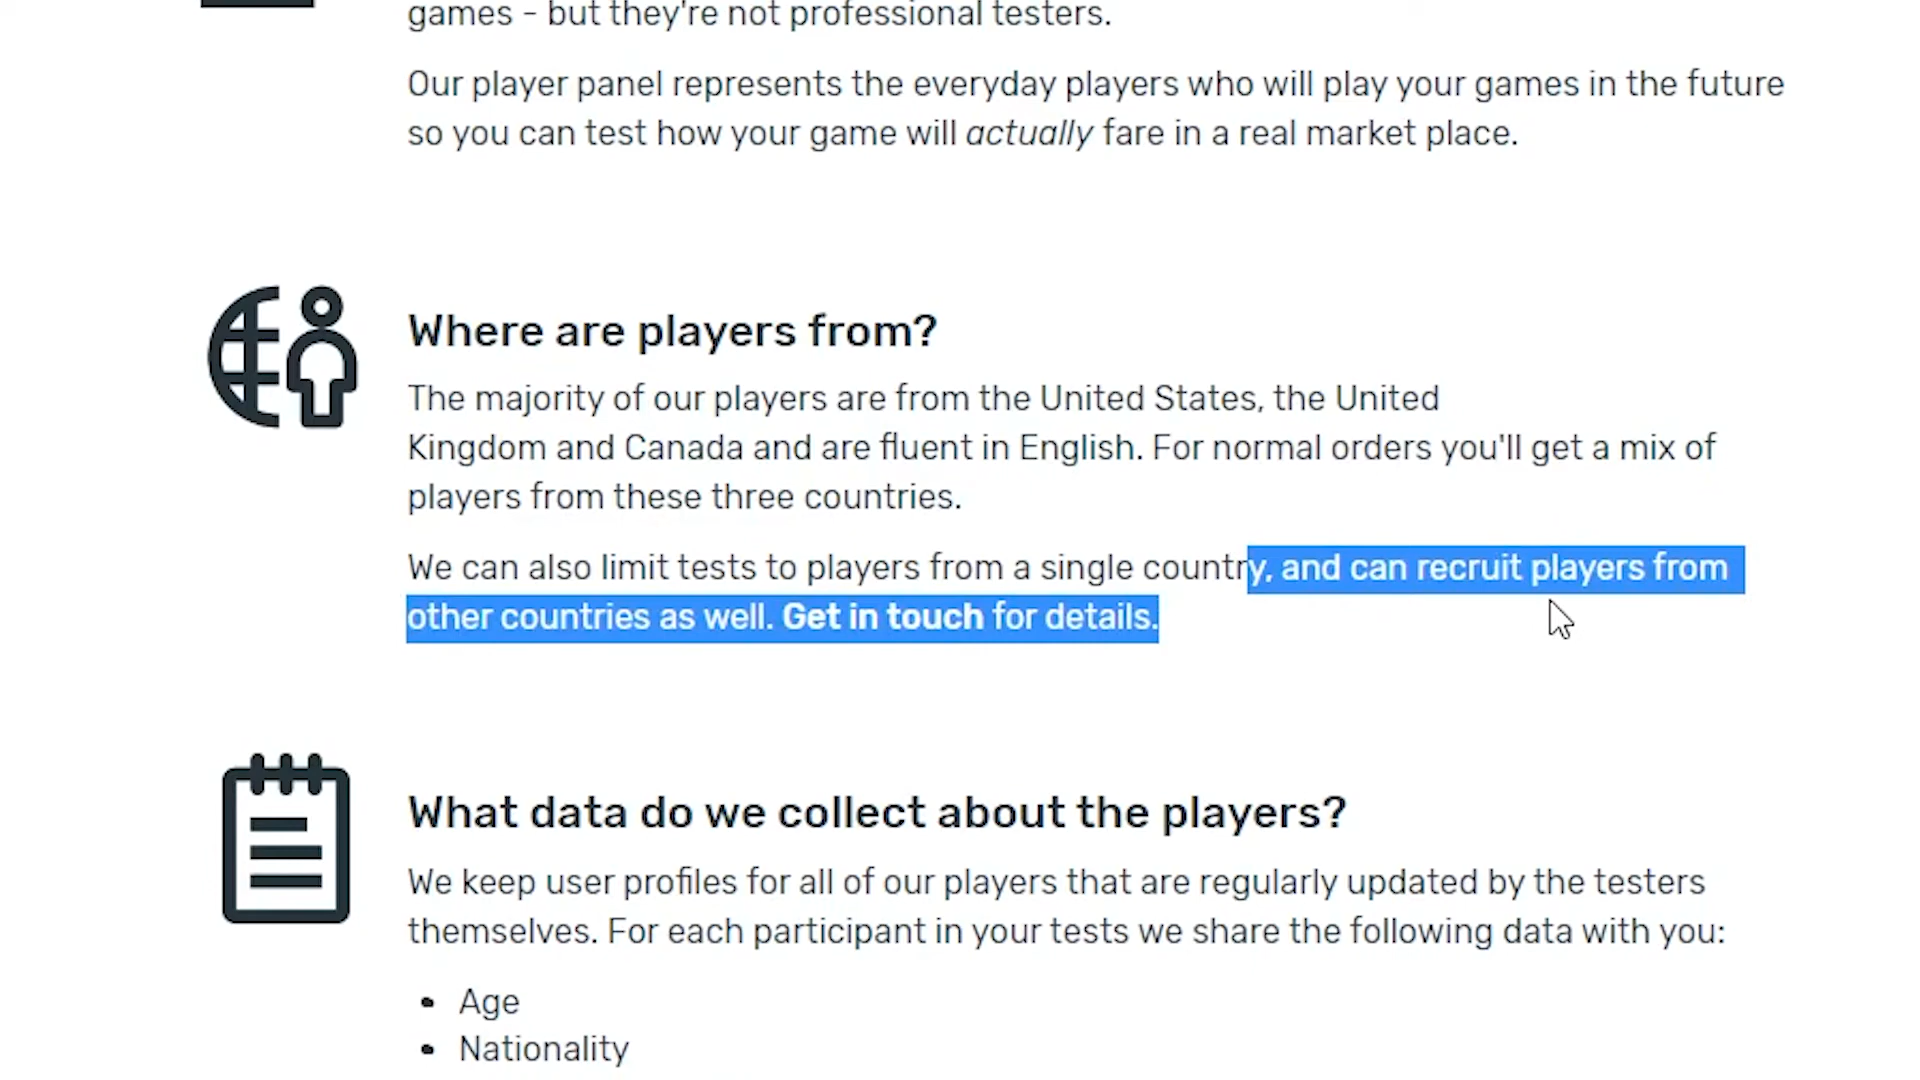 games - but they're not professional testers.
Our player panel represents the everyday players who will play your games in the future
so you can test how your game will actually fare in a real market place.
Where are players from?
The majority of our players are from the United States, the United
Kingdom and Canada and are fluent in English. For normal orders you'll get a mix of
players from these three countries.
We can also limit tests to players from a single country, and can recruit players from
other countries as well. Get in touch for details.
What data do we collect about the players?
We keep user profiles for all of our players that are regularly updated by the testers
themselves. For each participant in your tests we share the following data with you:
• Age
• Nationality